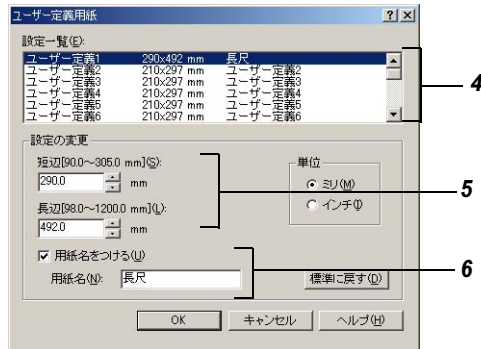 ユーザー定義用紙
設定一覧(E):
ユーザー定義1 290x492 mm 長尺
ユーザー定義2 210x297 mm ユーザー定義2
ユーザー定義3 210x297 mm ユーザー定義3
ユーザー定義4 210x297 mm ユーザー定義4
ユーザー定義5 210x297 mm ユーザー定義5
ユーザー定義6 210x297 mm ユーザー定義6
4
設定の変更
短辺[90.0～305.0 mm](S):
290.0 mm
長辺[98.0～1200.0 mm](L):
492.0 mm
5
単位
ミリ(M)
インチ(I)
用紙名をつける(U)
用紙名(N): 長尺
6
標準に戻す(D)
OK キャンセル ヘルプ(H)